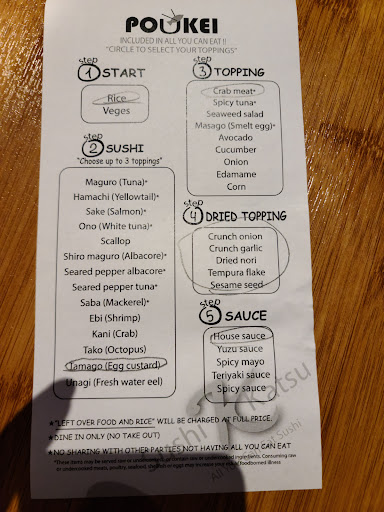 POUKEI
INCLUDED IN ALL YOU CAN EAT !!
"CIRCLE TO SELECT YOUR TOPPINGS"
step
1 START
Rice
Veges
step
2 SUSHI
"Choose up to 3 toppings"
Maguro (Tuna)*
Hamachi (Yellowtail)*
Sake (Salmon)*
Ono (White tuna)*
Scallop
Shiro maguro (Albacore)*
Seared pepper albacore*
Seared pepper tuna*
Saba (Mackerel)*
Ebi (Shrimp)
Kani (Crab)
Tako (Octopus)
Tamago (Egg custard)
Unagi (Fresh water eel)
step
3 TOPPING
Crab meat*
Spicy tuna*
Seaweed salad
Masago (Smelt egg)*
Avocado
Cucumber
Onion
Edamame
Corn
step
4 DRIED TOPPING
Crunch onion
Crunch garlic
Dried nori
Tempura flake
Sesame seed
step
5 SAUCE
House sauce
Yuzu sauce
Spicy mayo
Teriyaki sauce
Spicy sauce
★"LEFT OVER FOOD AND RICE" WILL BE CHARGED AT FULL PRICE.
★DINE IN ONLY (NO TAKE OUT)
★NO SHARING WITH OTHER PARTIES NOT HAVING ALL YOU CAN EAT
Katsu
Sushi